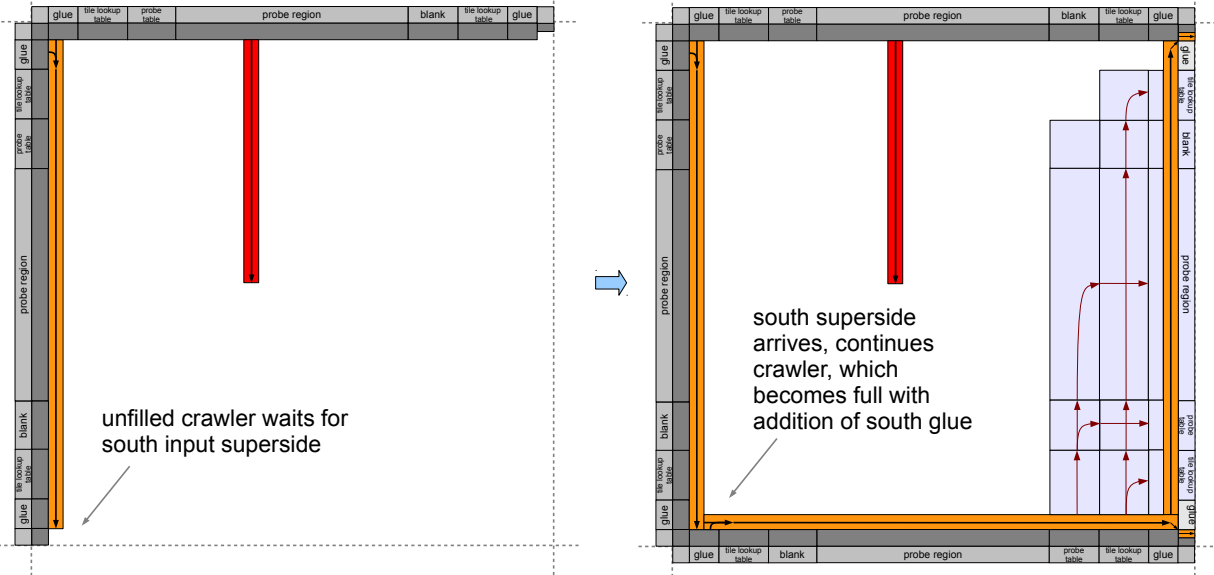 glue
tile lookup
table
probe
table
probe region
blank
tile lookup
table
glue
glue
tile lookup
table
probe
table
probe region
blank
tile lookup
table
glue
unfilled crawler waits for
south input superside
glue
tile lookup
table
probe
table
probe region
blank
tile lookup
table
glue
glue
tile lookup
table
probe
table
probe region
blank
tile lookup
table
glue
south superside
arrives, continues
crawler, which
becomes full with
addition of south glue
glue
tile lookup
table
blank
probe region
probe
table
tile lookup
table
glue
glue
tile lookup
table
blank
probe region
probe
table
tile lookup
table
glue